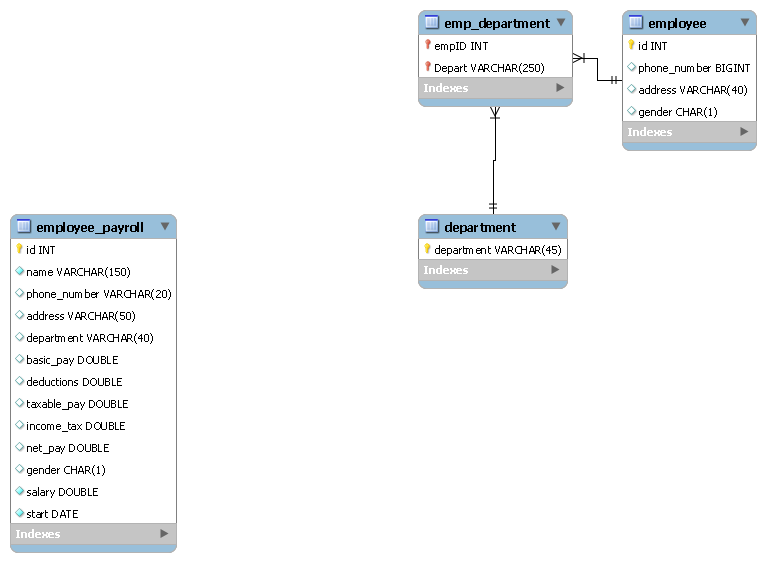 emp_department
empID INT
Depart VARCHAR(250)
Indexes
employee
id INT
phone_number BIGINT
address VARCHAR(40)
gender CHAR(1)
Indexes
employee_payroll
id INT
name VARCHAR(150)
phone_number VARCHAR(20)
address VARCHAR(50)
department VARCHAR(40)
basic_pay DOUBLE
deductions DOUBLE
taxable_pay DOUBLE
income_tax DOUBLE
net_pay DOUBLE
gender CHAR(1)
salary DOUBLE
start DATE
Indexes
department
department VARCHAR(45)
Indexes